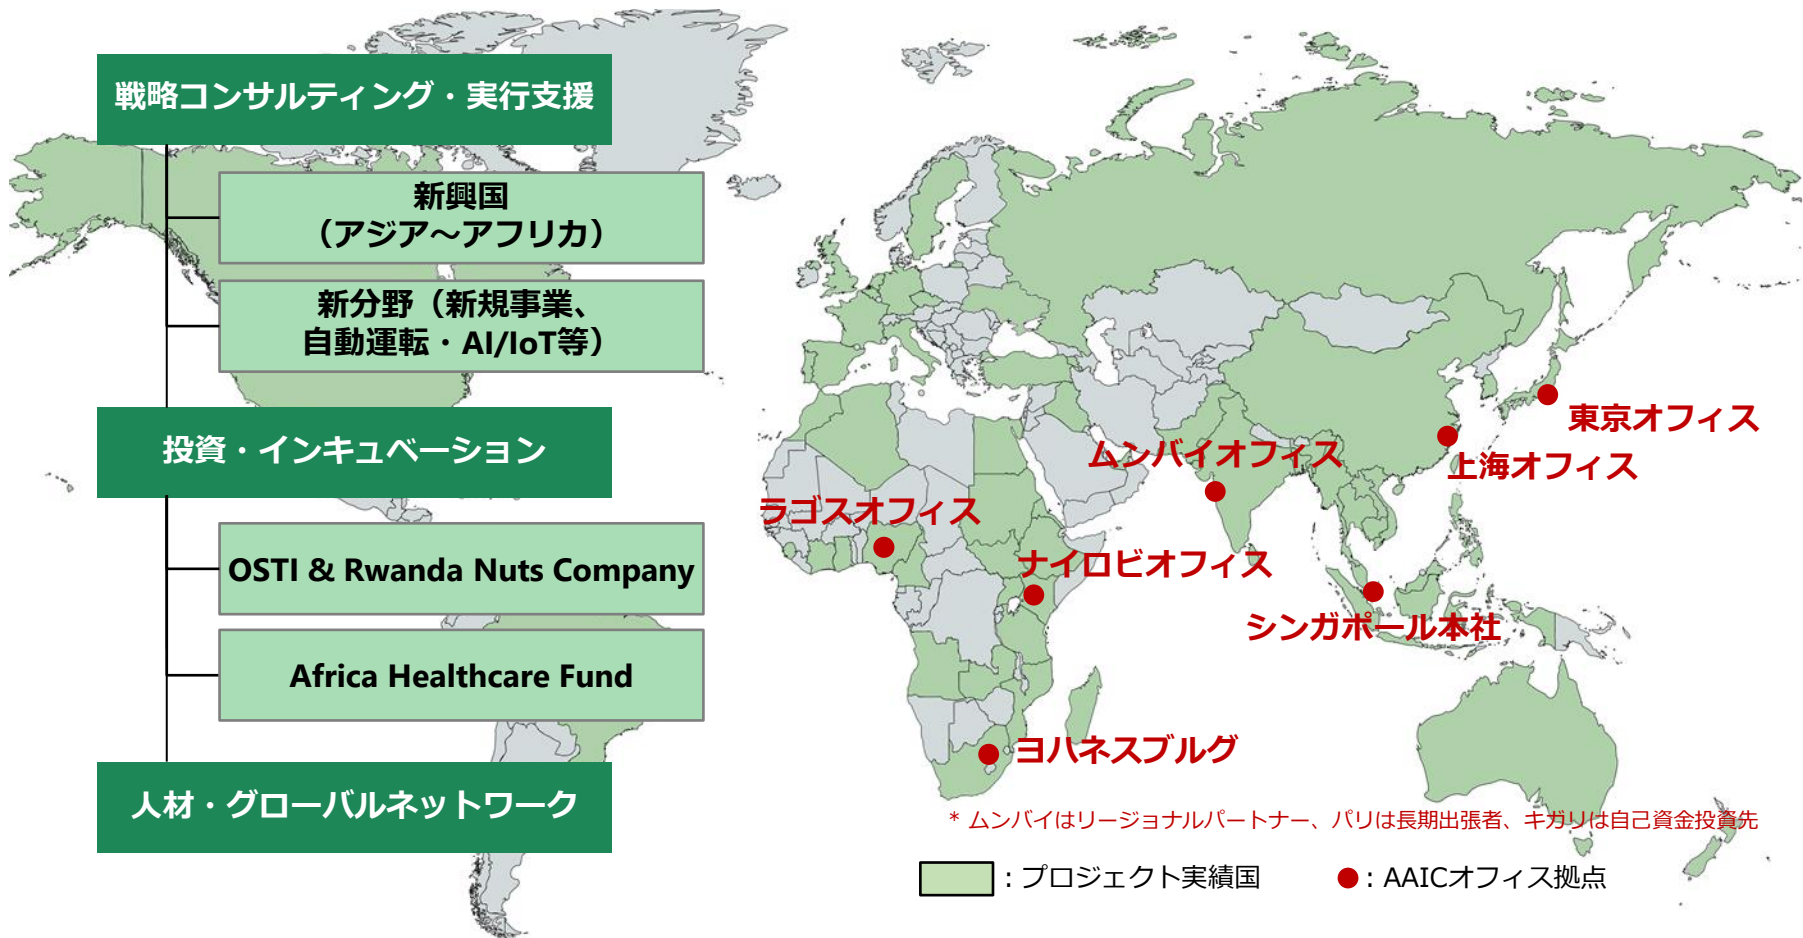 戦略コンサルティング・実行支援
新興国
（アジア～アフリカ）
新分野（新規事業、
自動運転・AI/IoT等）
投資・インキュベーション
OSTI & Rwanda Nuts Company
Africa Healthcare Fund
人材・グローバルネットワーク
東京オフィス
ムンバイオフィス
上海オフィス
ラゴスオフィス
ナイロビオフィス
シンガポール本社
ヨハネスブルグ
* ムンバイはリージョナルパートナー、パリは長期出張者、キガリは自己資金投資先
：プロジェクト実績国
：AAICオフィス拠点